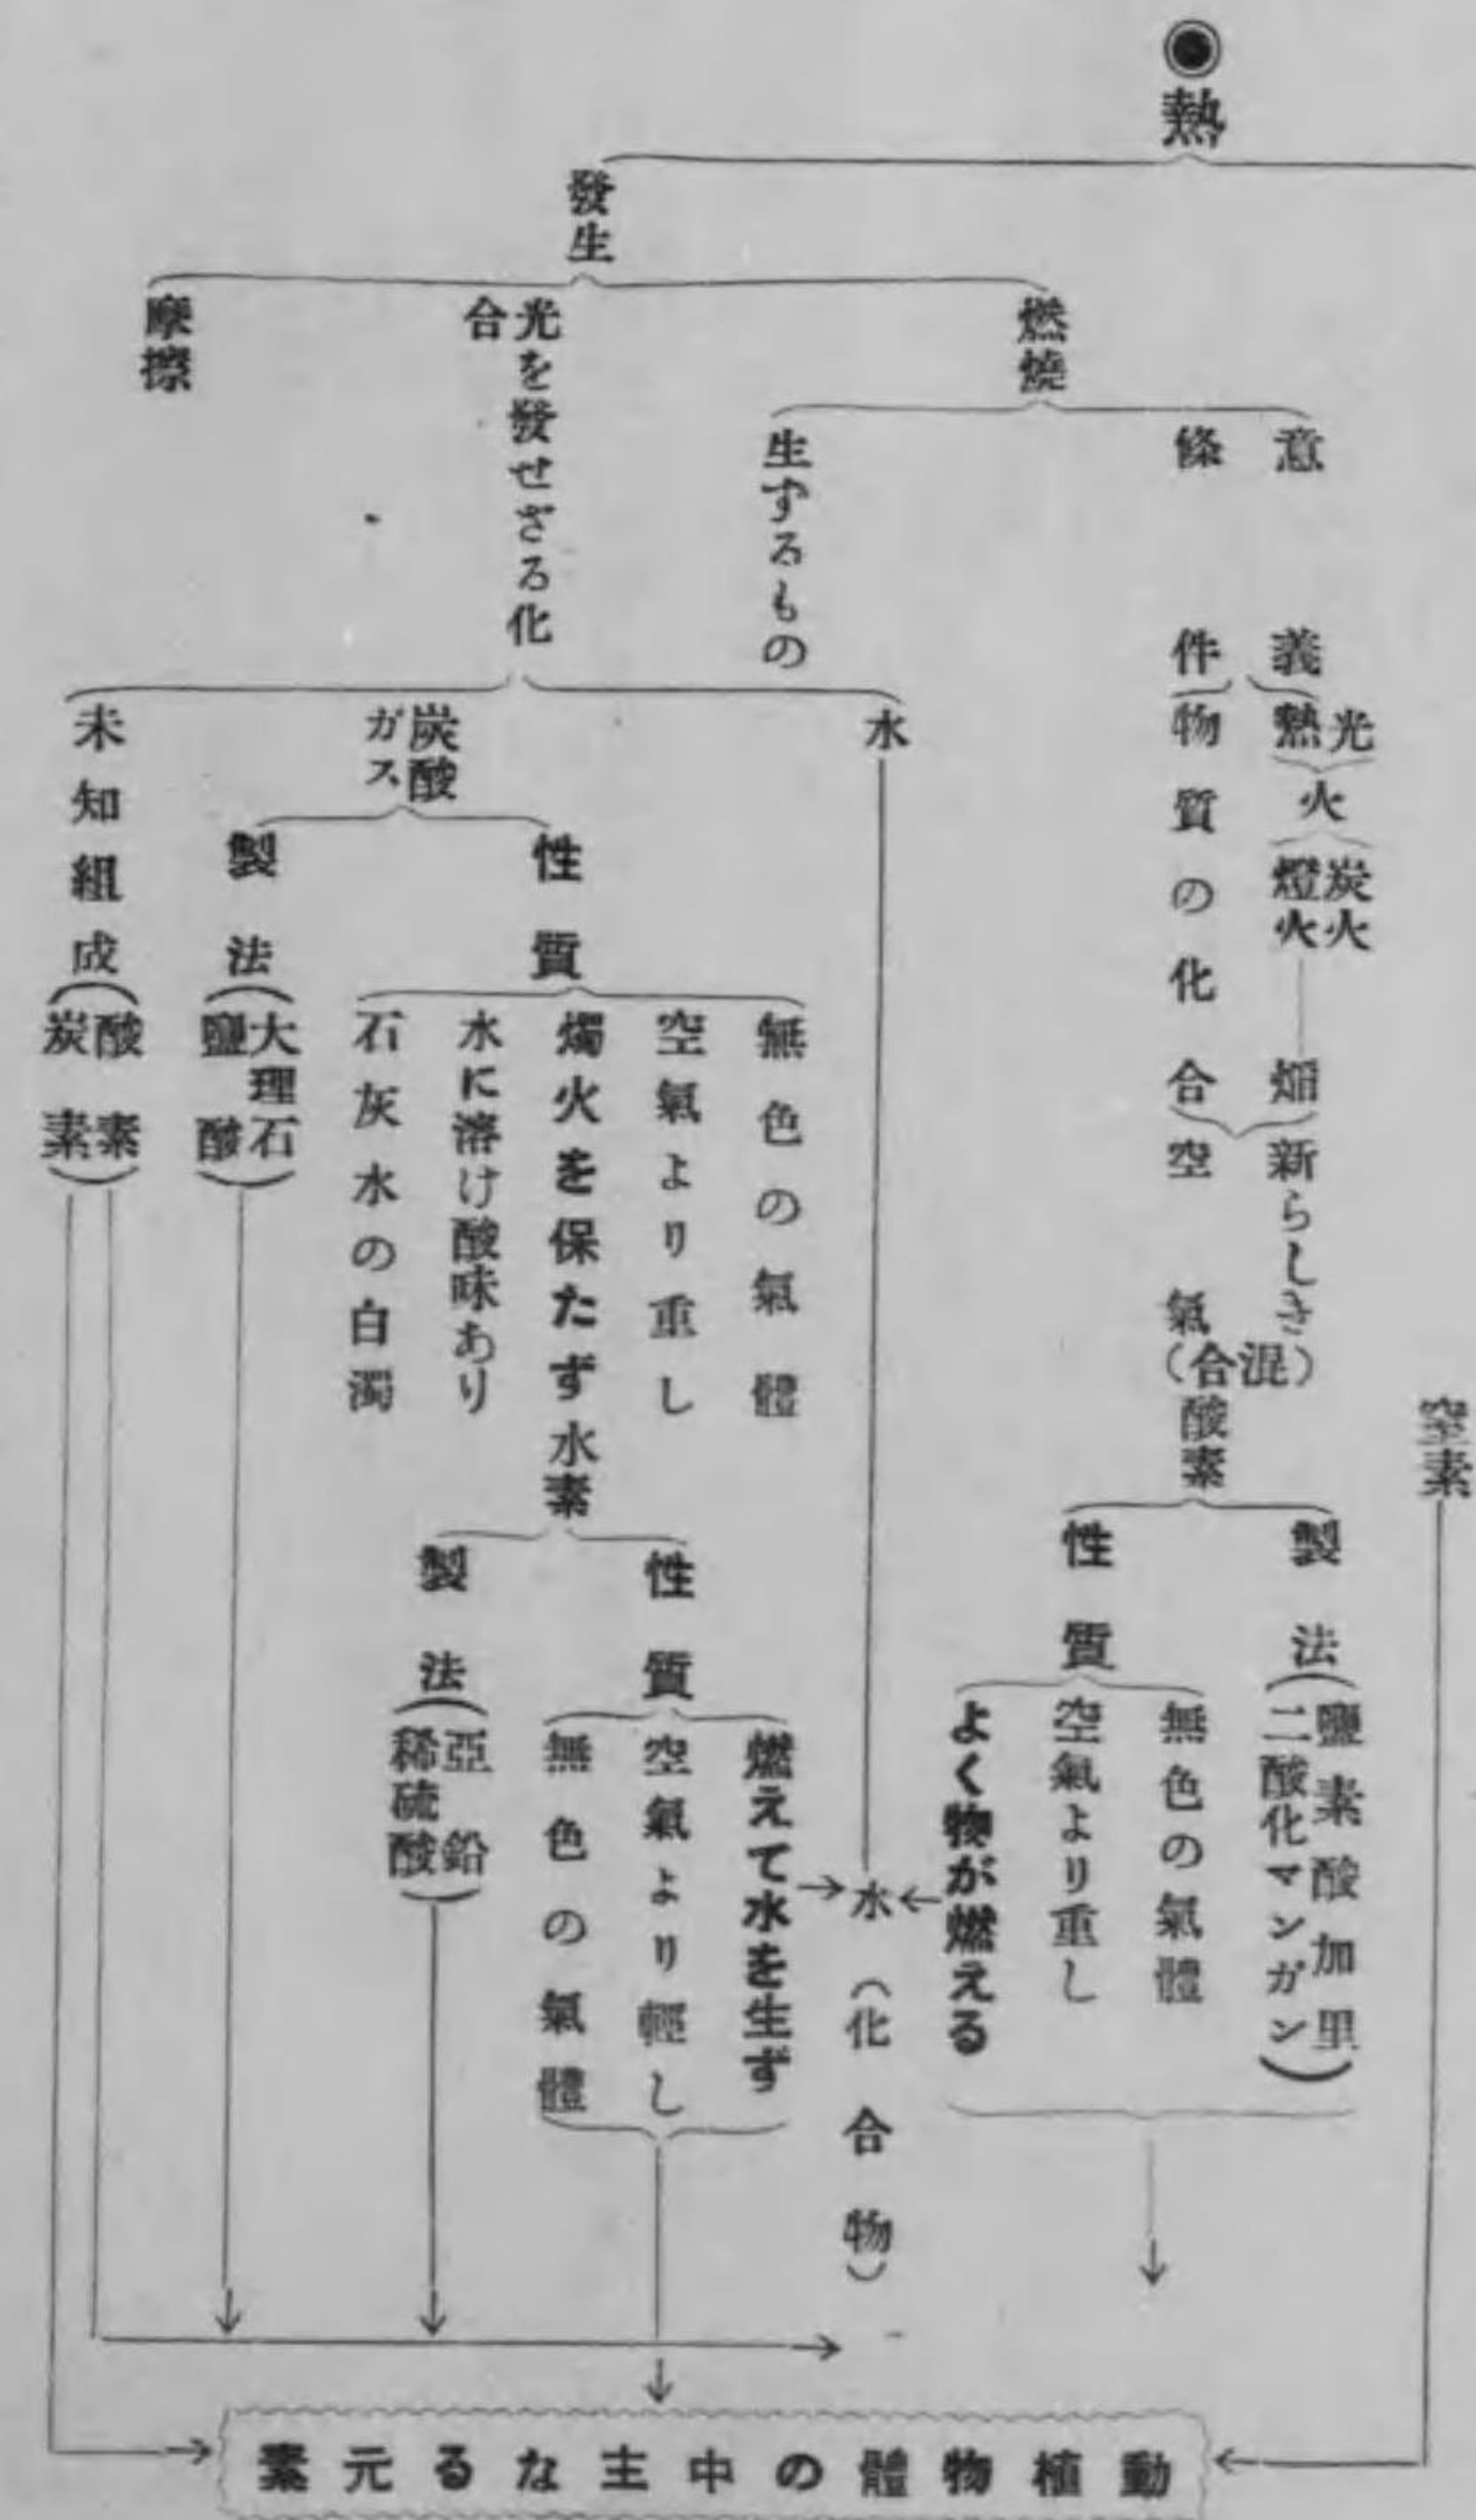 ◉熱
發生
燃燒
意義
光
熱
火
炭火
燈火
焔
條件
物質の化合
新らしき
空氣
(混合)
酸素
製法
鹽素酸加里
二酸化マンガン
性質
無色の氣體
空氣より重し
よく物が燃える
窒素
生ずるもの
水
水(化合物)
光を發せざる化合
炭酸ガス
性質
無色の氣體
空氣より重し
燭火を保たず
水に溶け酸味あり
石灰水の白濁
水素
性質
燃えて水を生ず
空氣より輕し
無色の氣體
製法
亞鉛
稀硫酸
製法
大理石
鹽酸
未知組成
酸素
炭素
摩擦
動植物體の中主なる元素